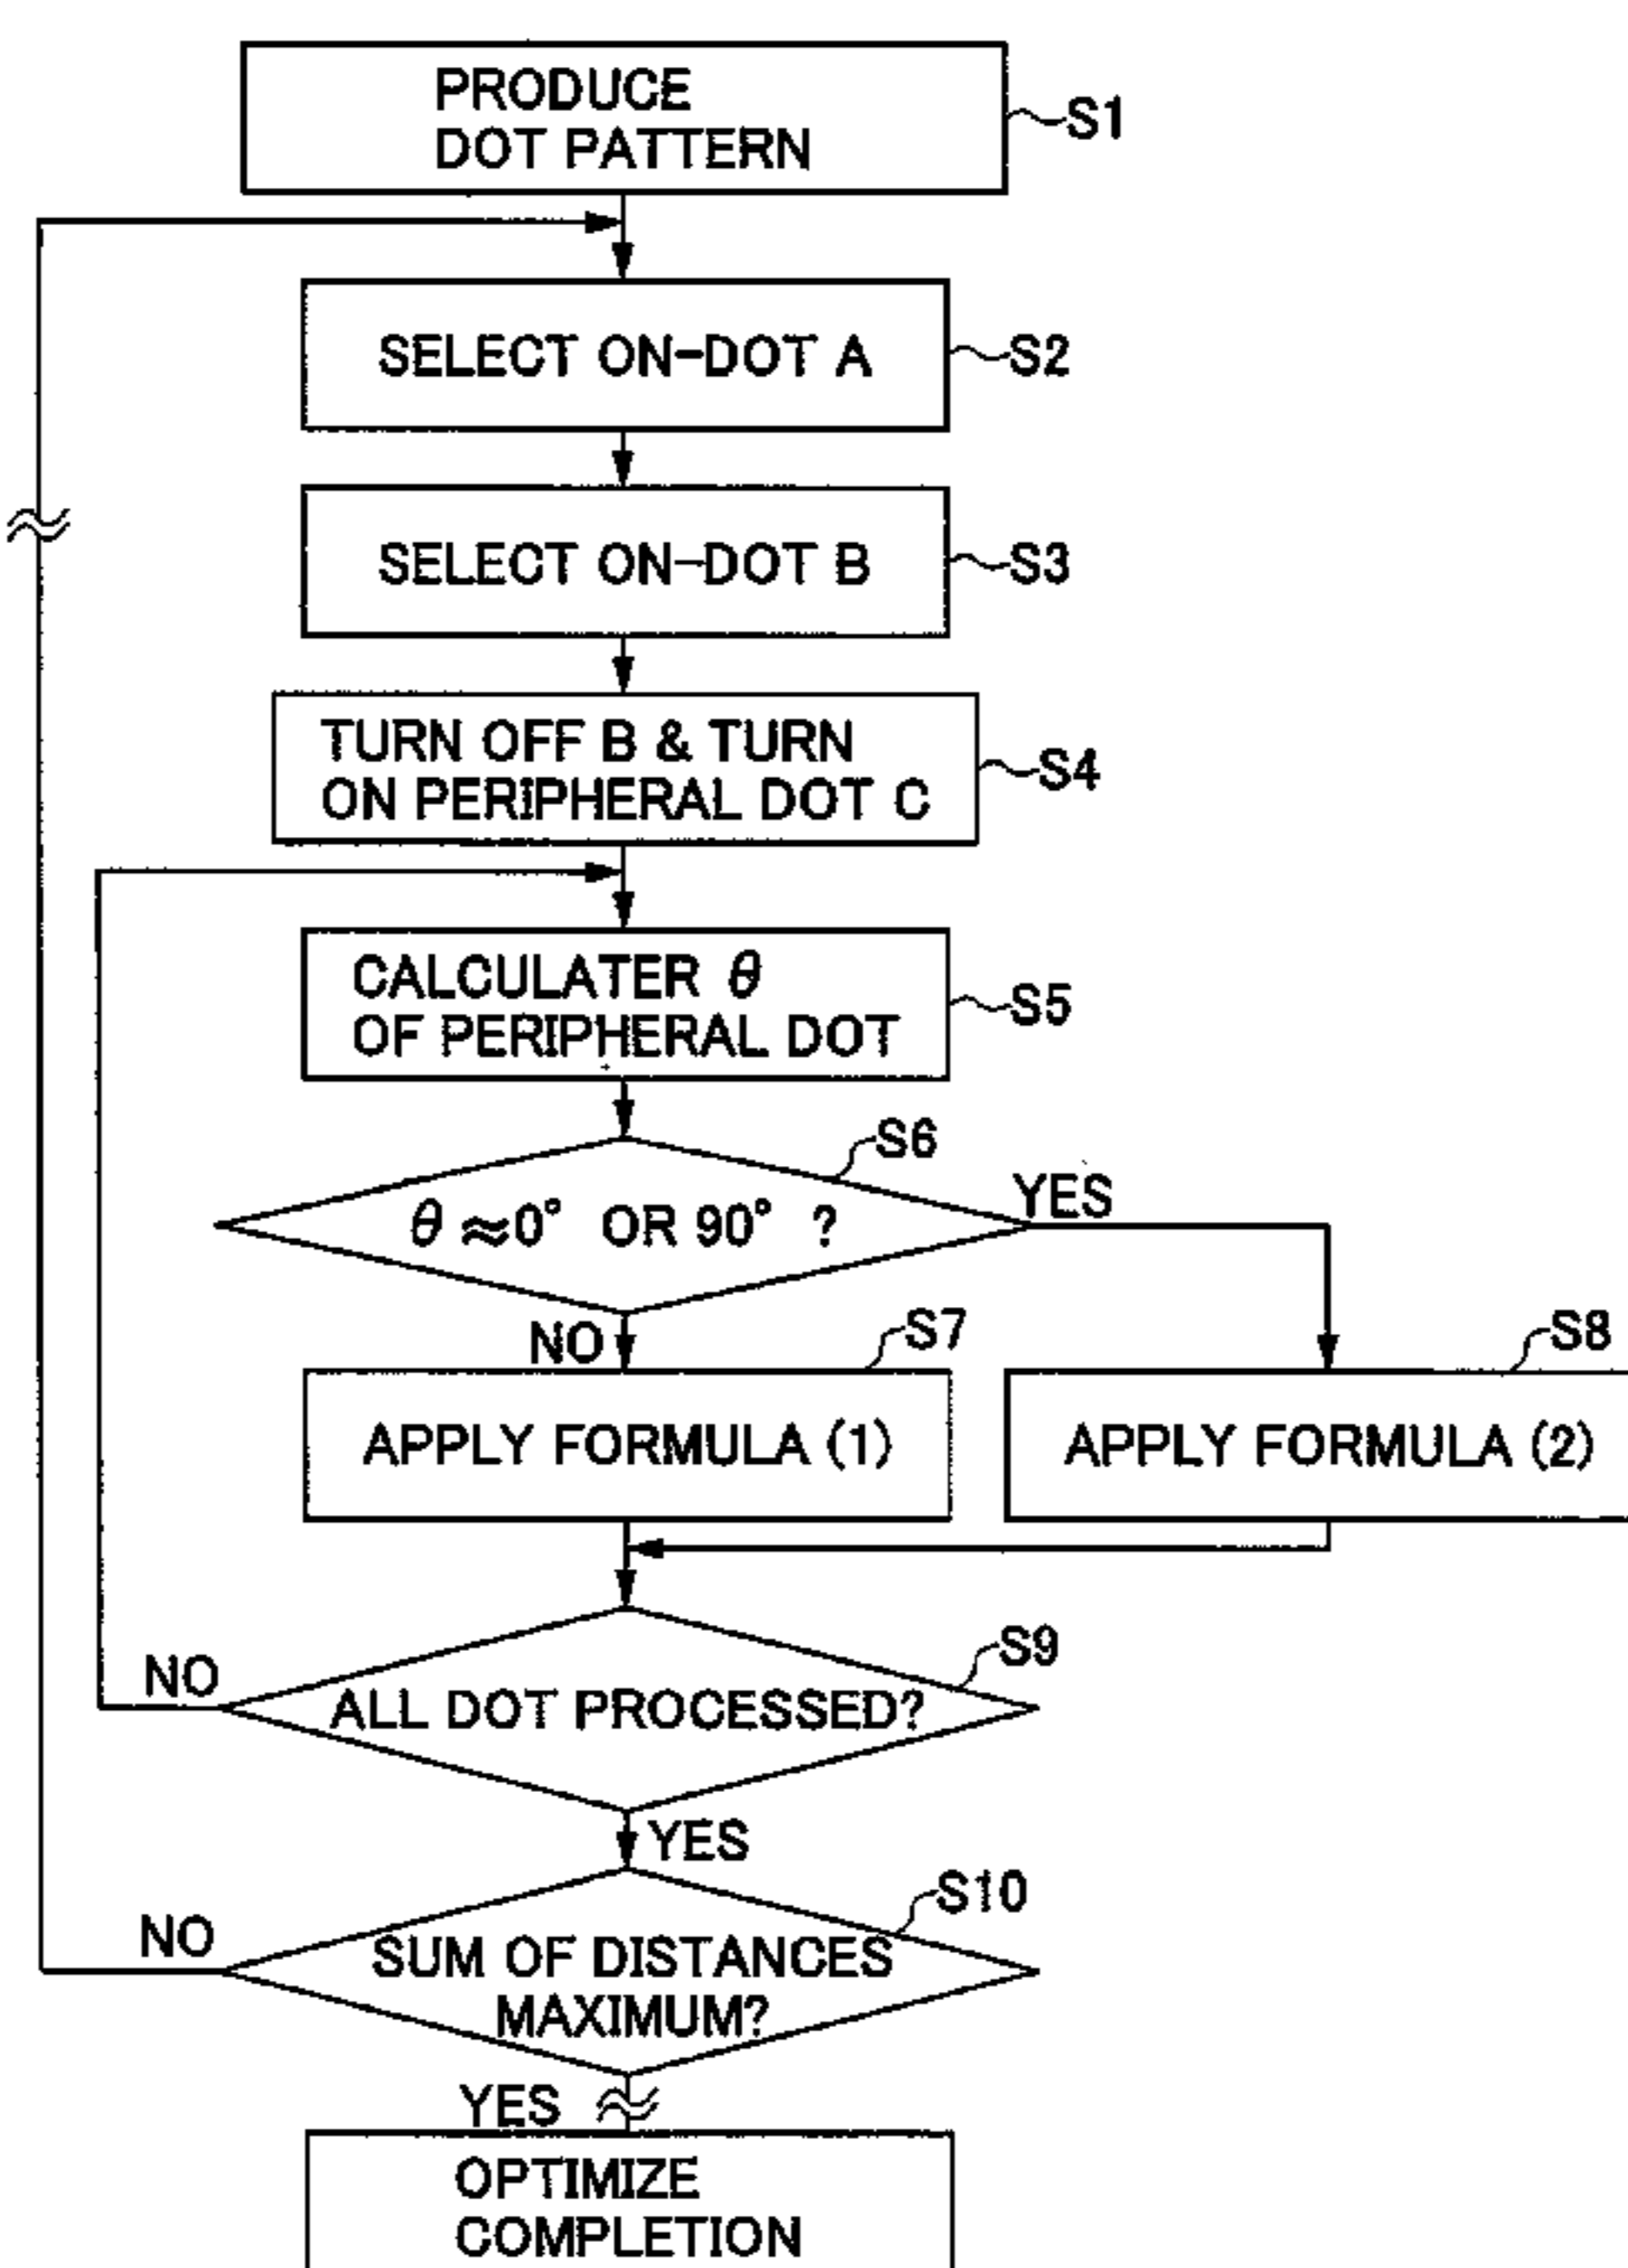 PRODUCE
DOT PATTERN
S1
SELECT ON-DOT A
S2
SELECT ON-DOT B
S3
TURN OFF B & TURN
ON PERIPHERAL DOT C
S4
CALCULATER θ
OF PERIPHERAL DOT
S5
S6
θ ≈0° OR 90° ?
YES
NO
S7
S8
APPLY FORMULA (1)
APPLY FORMULA (2)
S9
NO
ALL DOT PROCESSED?
YES
S10
NO
SUM OF DISTANCES
MAXIMUM?
YES
OPTIMIZE
COMPLETION